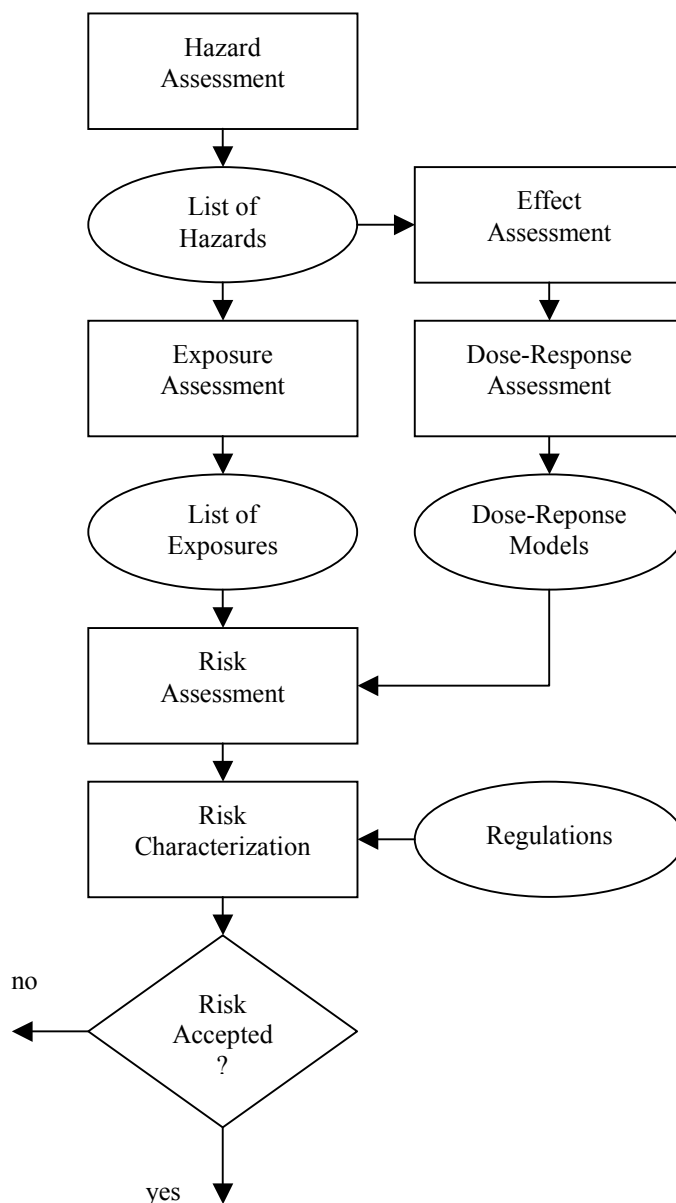 Hazard
Assessment
List of
Hazards
Effect
Assessment
Exposure
Assessment
Dose-Response
Assessment
List of
Exposures
Dose-Reponse
Models
Risk
Assessment
Risk
Characterization
Regulations
no
Risk
Accepted
?
yes